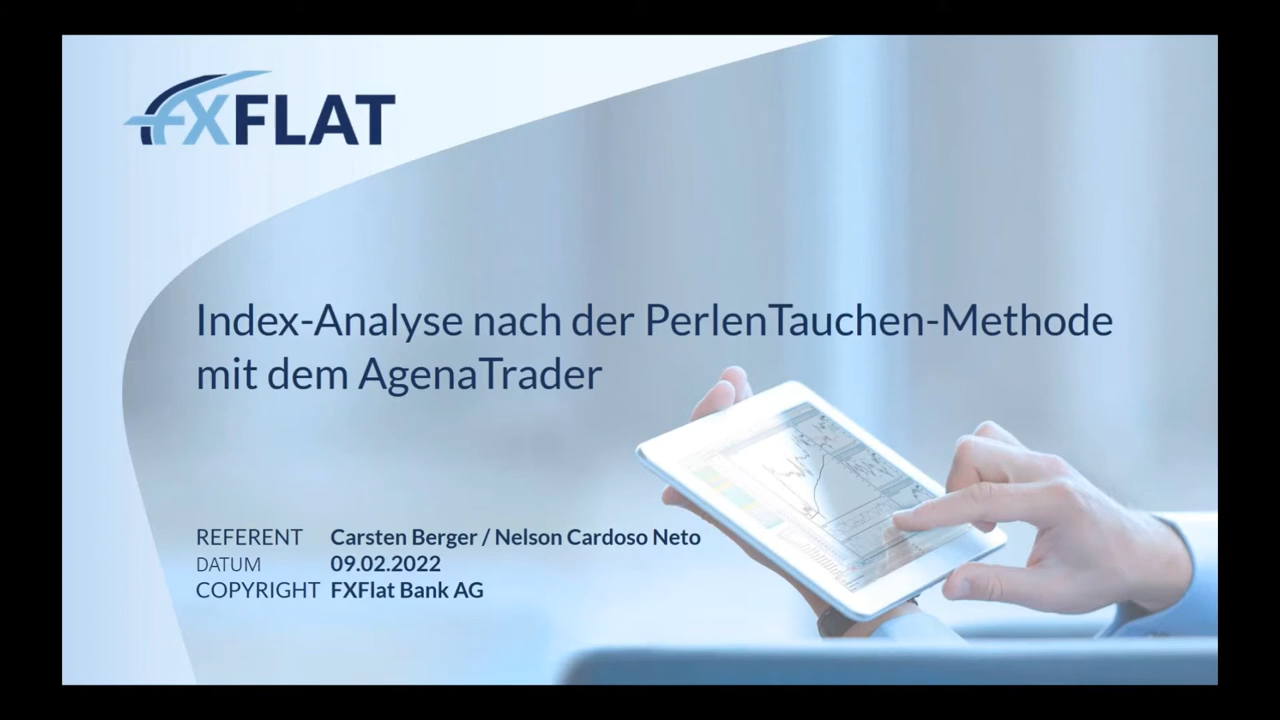 FXFLAT
Index-Analyse nach der PerlenTauchen-Methode
mit dem AgenaTrader
REFERENT Carsten Berger / Nelson Cardoso Neto
DATUM 09.02.2022
COPYRIGHT FXFlat Bank AG